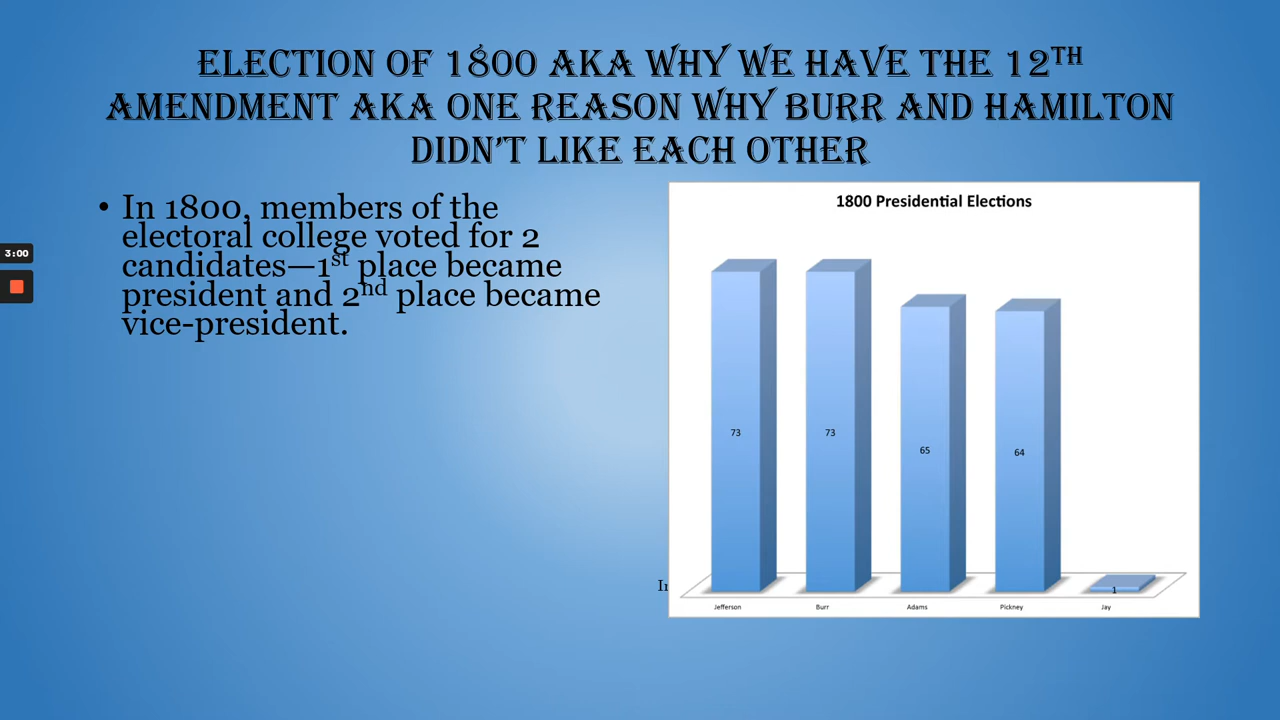 ELECTION OF 1800 AKA WHY WE HAVE THE 12TH
AMENDMENT AKA ONE REASON WHY BURR AND HAMILTON
DIDN'T LIKE EACH OTHER
• In 1800, members of the
electoral college voted for 2
candidates—1st place became
president and 2nd place became
vice-president.
3:00
1800 Presidential Elections
73
73
65
64
1
Jefferson
Burr
Adams
Pickney
Jay